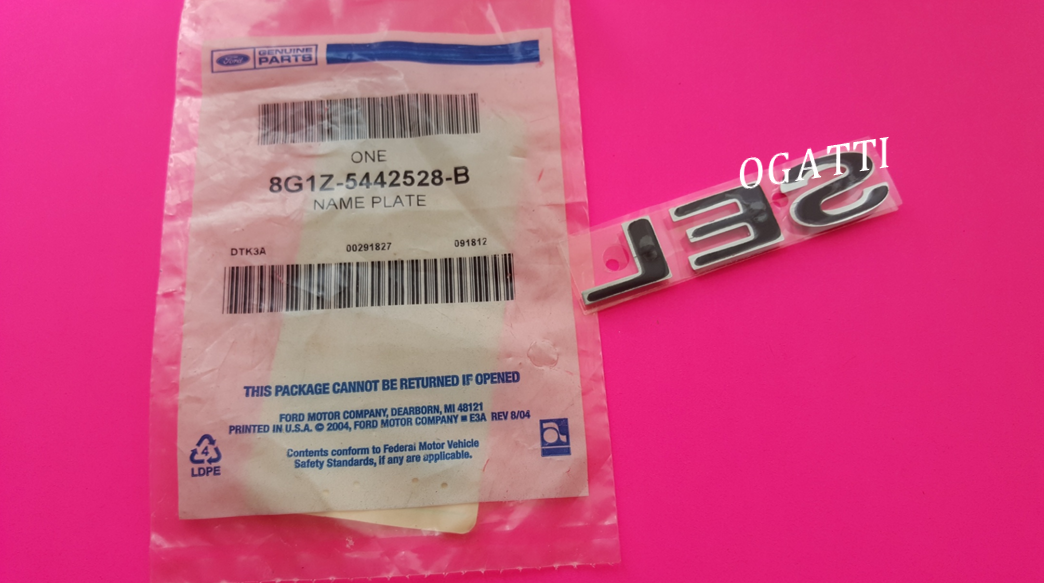 Ford
GENUINE
PARTS
ONE
8G1Z-5442528-B
NAME PLATE
DTK3A 00291827 091812
THIS PACKAGE CANNOT BE RETURNED IF OPENED
FORD MOTOR COMPANY, DEARBORN, MI 48121
PRINTED IN U.S.A. © 2004, FORD MOTOR COMPANY ■ E3A REV 8/04
Contents conform to Federal Motor Vehicle
Safety Standards, if any are applicable.
4
LDPE
OGATTI
SEL